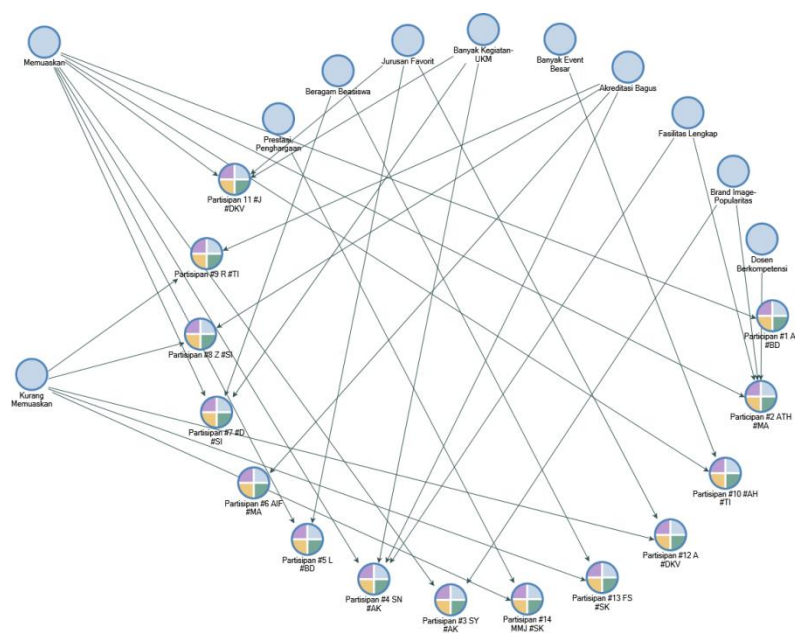 Memuaskan
Jurusan Favorit
Banyak Kegiatan-
UKM
Banyak Event
Besar
Akreditasi Bagus
Beragam Beasiswa
Prestasi
Penghargaan
Fasilitas Lengkap
Brand Image-
Popularitas
Dosen
Berkompetensi
Partisipan 11 #J
#DKV
Partisipan #9 R #TI
Partisipan #8 Z #SI
Kurang
Memuaskan
Partisipan #7 #D
#SI
Partisipan #6 AIF
#MA
Partisipan #5 L
#BD
Partisipan #4 SN
#AK
Partisipan #3 SY
#AK
Partisipan #14
MMJ #SK
Partisipan #13 FS
#SK
Partisipan #12 A
#DKV
Partisipan #10 #AH
#TI
Partisipan #2 ATH
#MA
Partisipan #1 A
#BD